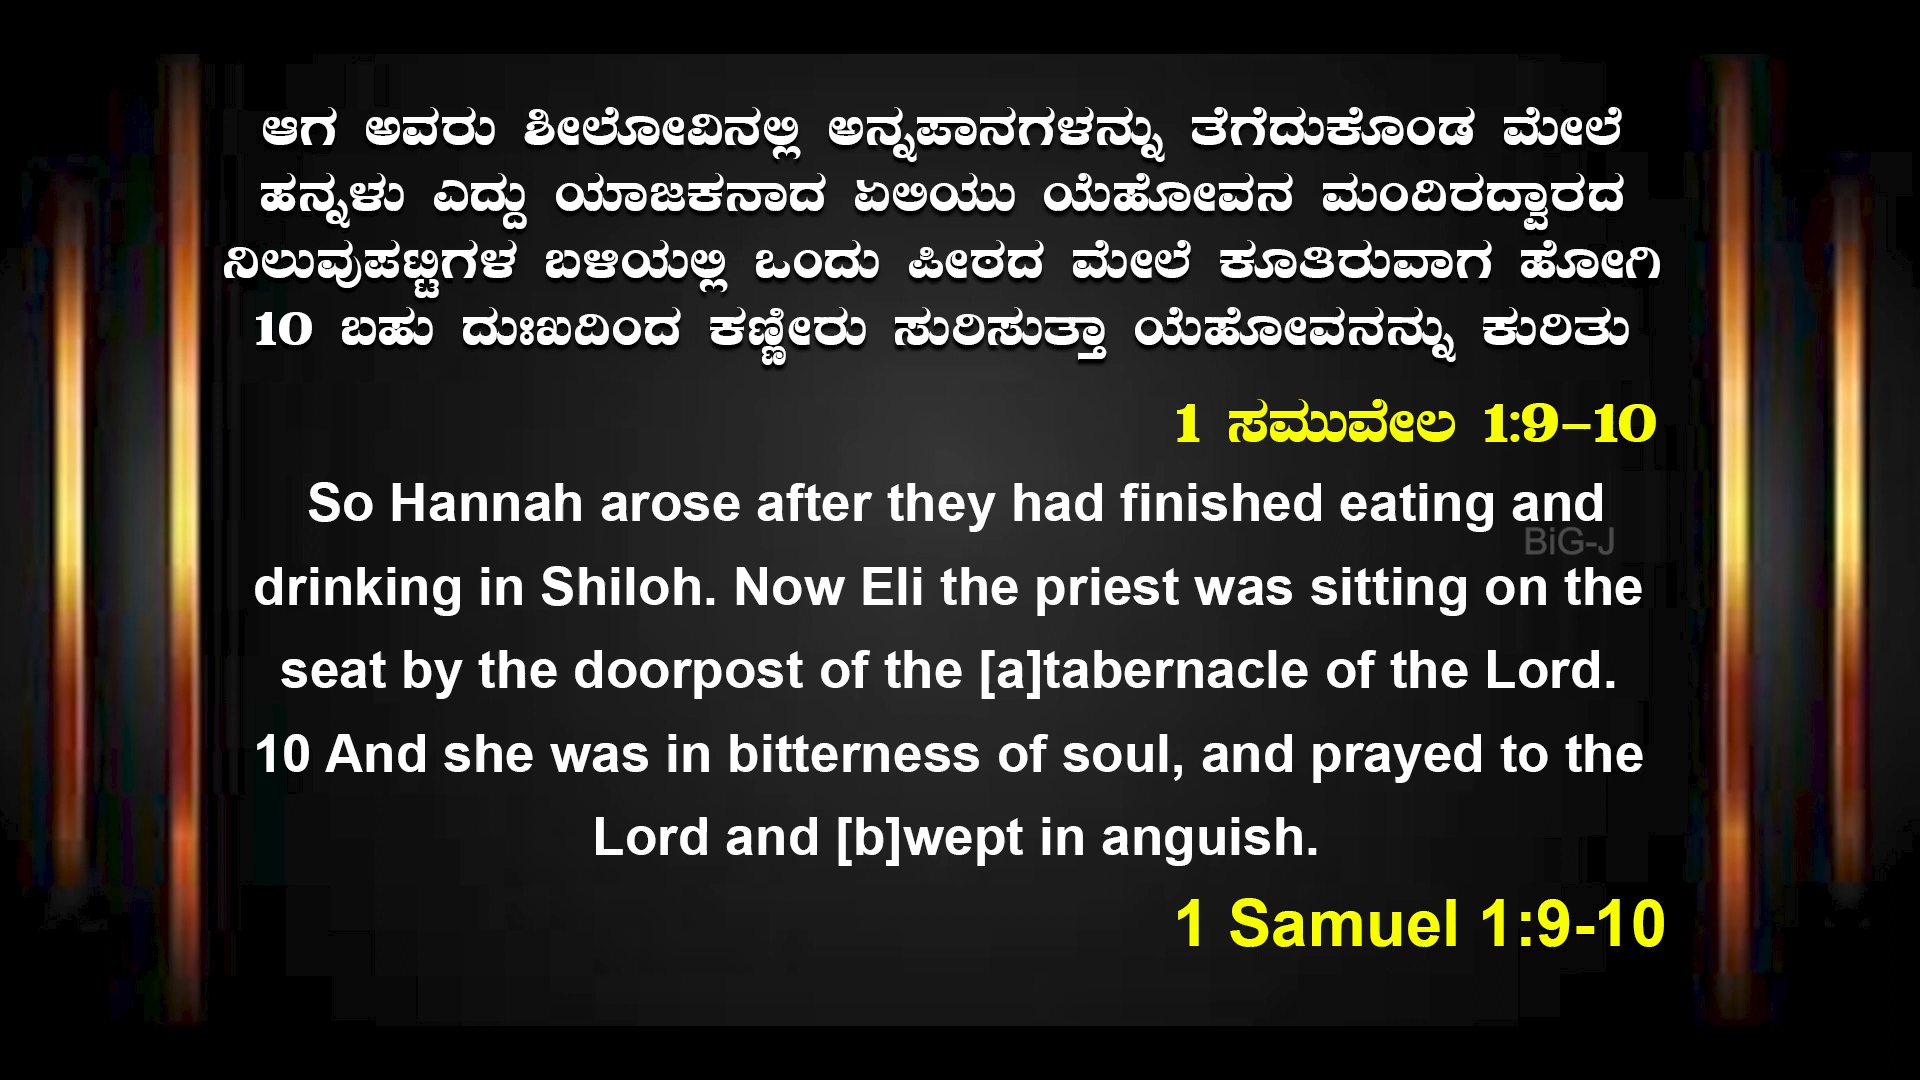 ಆಗ ಅವರು ಶೀಲೋವಿನಲ್ಲಿ ಅನ್ನಪಾನಗಳನ್ನು ತೆಗೆದುಕೊಂಡ ಮೇಲೆ
ಹನ್ನಳು ಎದ್ದು ಯಾಜಕನಾದ ಏಲಿಯು ಯೆಹೋವನ ಮಂದಿರದ್ವಾರದ
ನಿಲುವುಪಟ್ಟಿಗಳ ಬಳಿಯಲ್ಲಿ ಒಂದು ಪೀಠದ ಮೇಲೆ ಕೂತಿರುವಾಗ ಹೋಗಿ
10 ಬಹು ದುಃಖದಿಂದ ಕಣ್ಣೀರು ಸುರಿಸುತ್ತಾ ಯೆಹೋವನನ್ನು ಕುರಿತು
1 ಸಮುವೇಲ 1:9-10
So Hannah arose after they had finished eating and
BiG-J
drinking in Shiloh. Now Eli the priest was sitting on the
seat by the doorpost of the [a]tabernacle of the Lord.
10 And she was in bitterness of soul, and prayed to the
Lord and [b]wept in anguish.
1 Samuel 1:9-10